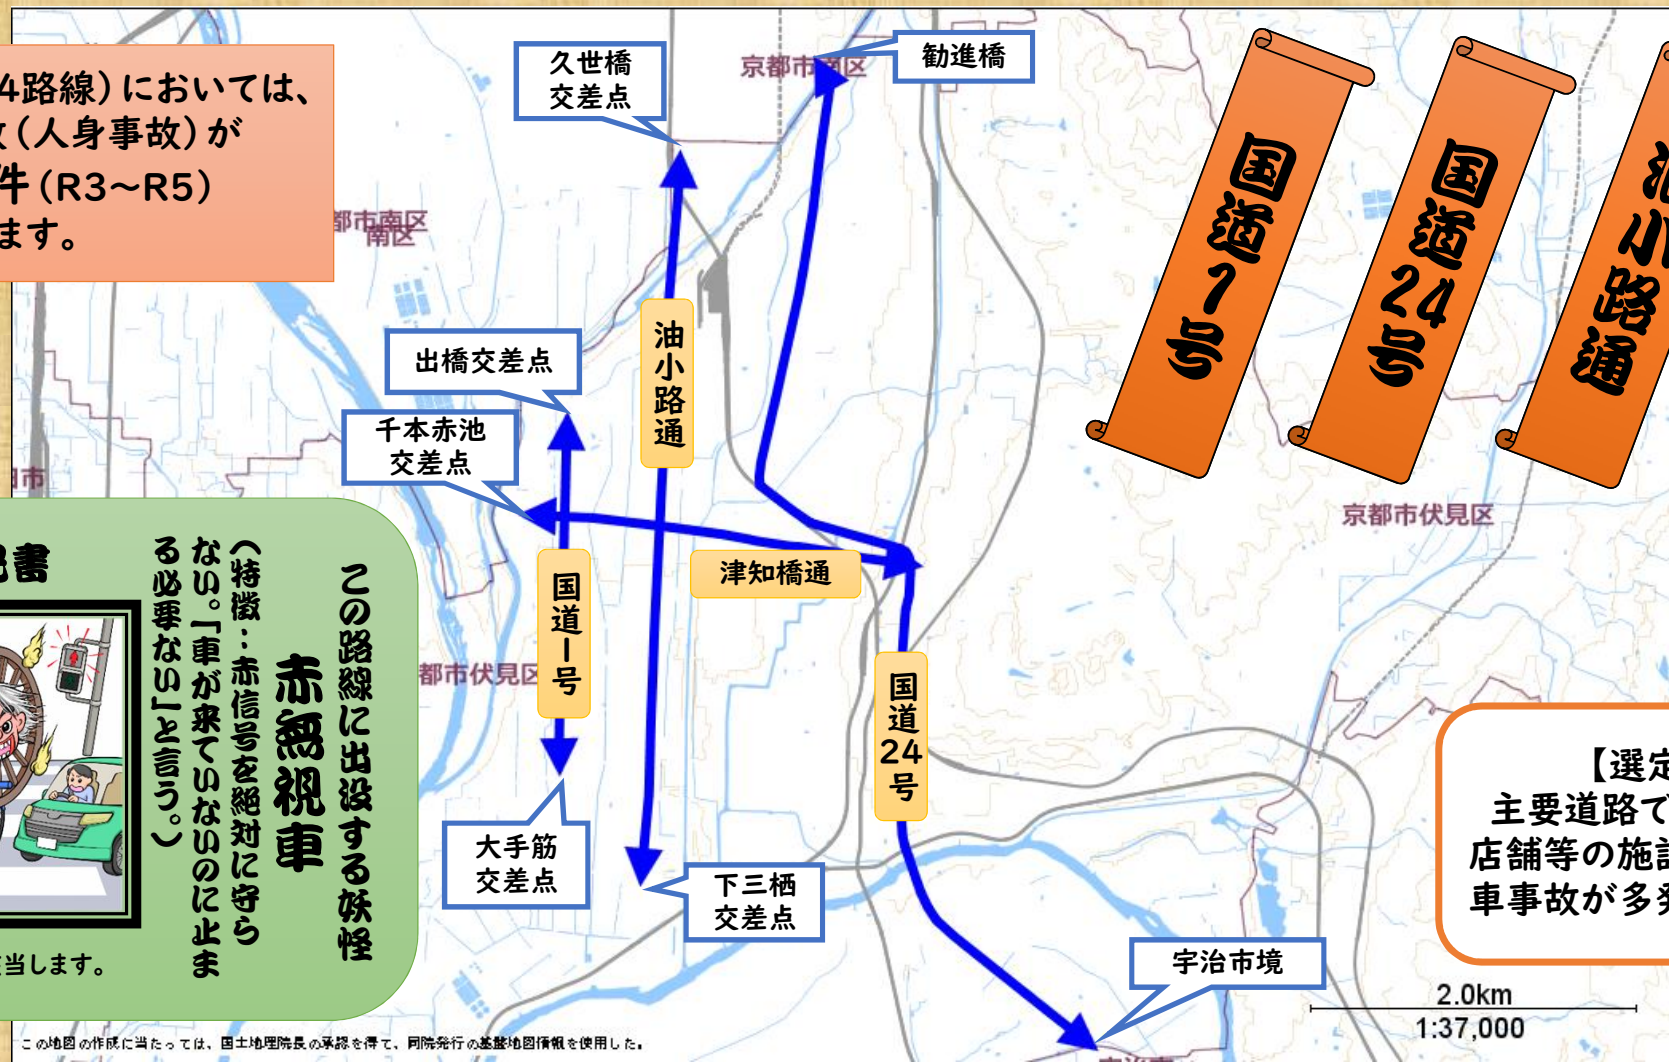 4路線)においては、
(人身事故)が
件(R3～R5)
ます。
久世橋
交差点
京都市南区
勧進橋
国道1号
国道24号
油小路通
都市南区
南区
出橋交差点
千本赤池
交差点
油小路通
津知橋通
国道1号
国道24号
京都市伏見区
都市伏見区
この路線に出没する妖怪
赤無視車
(特徴：赤信号を絶対に守ら
ない。「車が来ていないのに止ま
る必要ない」と言う。)
書
当します。
大手筋
交差点
下三栖
交差点
宇治市境
【選定
主要道路で
店舗等の施設
車事故が多発
2.0km
1:37,000
この地図の作成に当たっては、国土地理院長の承認を得て、同院発行の基盤地図情報を使用した。